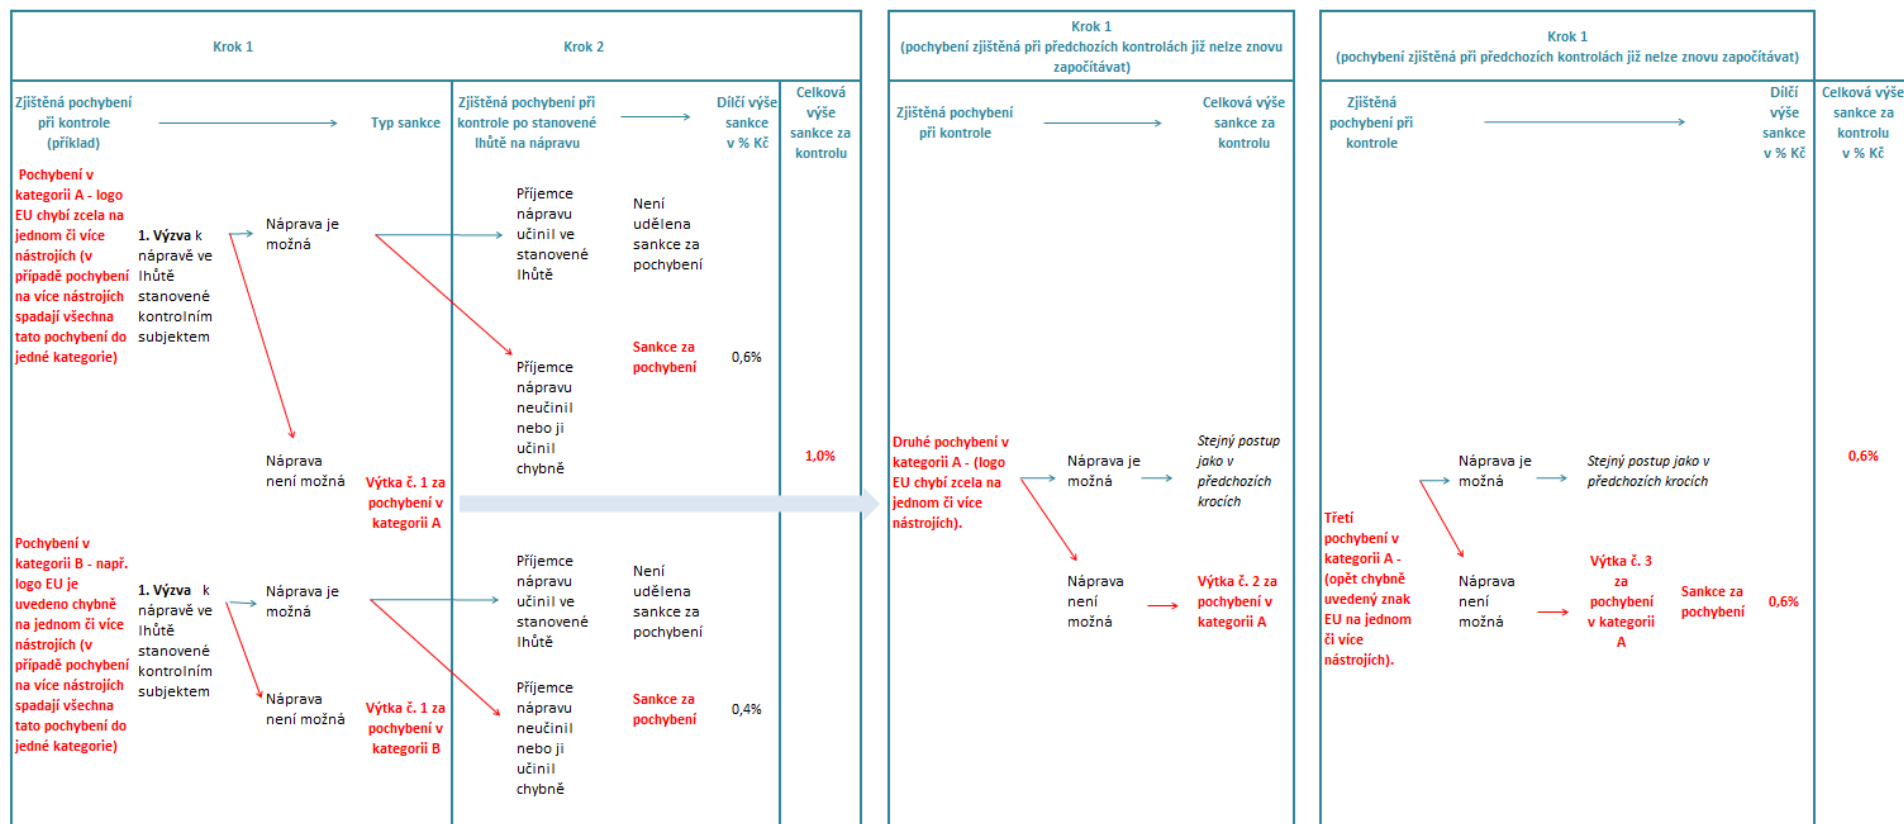 Krok 1
Krok 2
Zjištěná pochybení
při kontrole
(příklad)
Typ sankce
Zjištěná pochybení při
kontrole po stanovené
lhůtě na nápravu
Dílčí výše
sankce
v % Kč
Celková
výše
sankce za
kontrolu
Pochybení v
kategorii A - logo
EU chybí zcela na
jednom či více
nástrojích (v
případě pochybení
na více nástrojích
spadají všechna
tato pochybení do
jedné kategorie)
1. Výzva k
nápravě ve
lhůtě
stanovené
kontrolním
subjektem
Náprava je
možná
Příjemce
nápravu
učinil ve
stanovené
lhůtě
Není
udělena
sankce za
pochybení
Příjemce
nápravu
neučinil
nebo ji
učinil
chybně
Sankce za
pochybení
0,6%
Náprava
není možná
Výtka č. 1 za
pochybení v
kategorii A
1,0%
Pochybení v
kategorii B - např.
logo EU je
uvedeno chybně
na jednom či více
nástrojích (v
případě pochybení
na více nástrojích
spadají všechna
tato pochybení do
jedné kategorie)
1. Výzva k
nápravě ve
lhůtě
stanovené
kontrolním
subjektem
Náprava je
možná
Příjemce
nápravu
učinil ve
stanovené
lhůtě
Není
udělena
sankce za
pochybení
Náprava
není možná
Výtka č. 1 za
pochybení v
kategorii B
Příjemce
nápravu
neučinil
nebo ji
učinil
chybně
Sankce za
pochybení
0,4%
Krok 1
(pochybení zjištěná při předchozích kontrolách již nelze znovu
započítávat)
Zjištěná pochybení
při kontrole
Celková výše
sankce za
kontrolu
Druhé pochybení v
kategorii A - (logo
EU chybí zcela na
jednom či více
nástrojích).
Náprava je
možná
Stejný postup
jako v
předchozích
krocích
Náprava
není
možná
Výtka č. 2 za
pochybení v
kategorii A
Krok 1
(pochybení zjištěná při předchozích kontrolách již nelze znovu započítávat)
Zjištěná
pochybení při
kontrole
Dílčí
výše
sankce
v % Kč
Celková výše
sankce za
kontrolu
v % Kč
Třetí
pochybení v
kategorii A -
(opět chybně
uvedený znak
EU na jednom
či více
nástrojích).
Náprava je
možná
Stejný postup jako v
předchozích krocích
Náprava
není
možná
Výtka č. 3
za
pochybení
v kategorii
A
Sankce za
pochybení
0,6%
0,6%